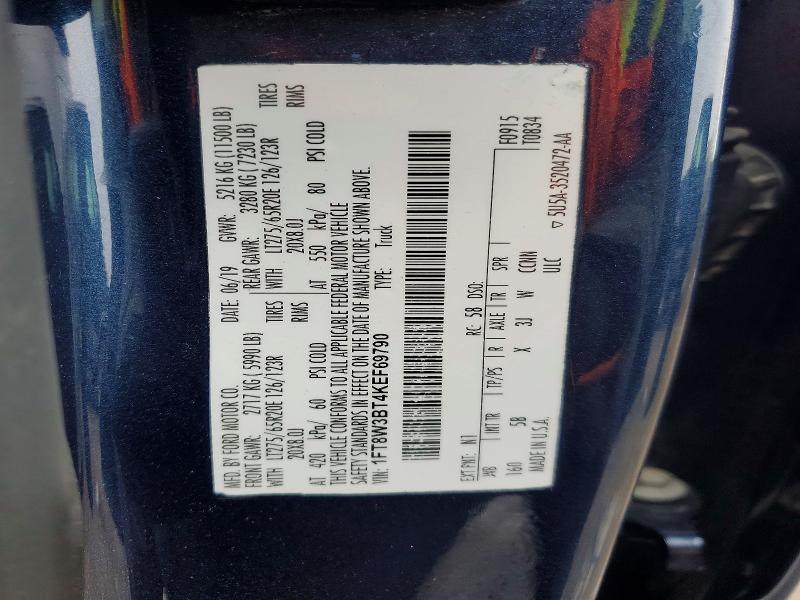 MFD. BY FORD MOTOR CO. DATE: 06/19 GVWR: 5216 KG (11500 LB)
FRONT GAWR: 2717 KG (5990 LB) REAR GAWR: 3280 KG (7230 LB)
WITH LT275/65R20E 126/123R TIRES WITH LT275/65R20E 126/123R TIRES
20X8.0J RIMS 20X8.0J RIMS
AT 420 kPa/ 60 PSI COLD AT 550 kPa/ 80 PSI COLD
THIS VEHICLE CONFORMS TO ALL APPLICABLE FEDERAL MOTOR VEHICLE
SAFETY STANDARDS IN EFFECT ON THE DATE OF MANUFACTURE SHOWN ABOVE.
VIN: 1FT8W3BT4KEF69790 TYPE: Truck
F0915
EXT PNT: N1 RC: 58 DSO: T0834
WB INT TR TP/PS R AXLE TR SPR
160 5B X 3J W CCNN
MADE IN U.S.A. ULC
▽ 5U5A-3520472-AA